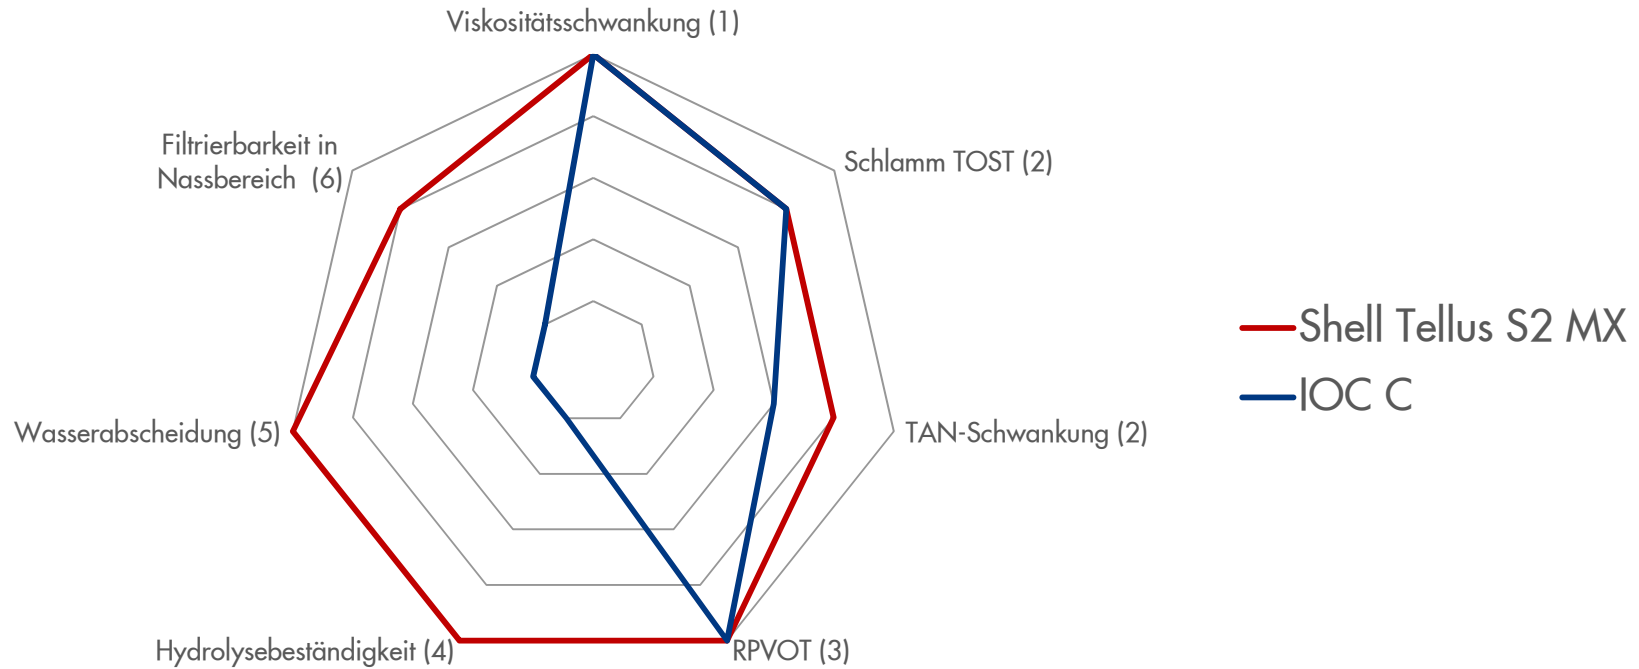 Viskositätsschwankung (1)
Filtrierbarkeit in
Nassbereich (6)
Schlamm TOST (2)
Shell Tellus S2 MX
IOC C
Wasserabscheidung (5)
TAN-Schwankung (2)
Hydrolysebeständigkeit (4)
RPVOT (3)